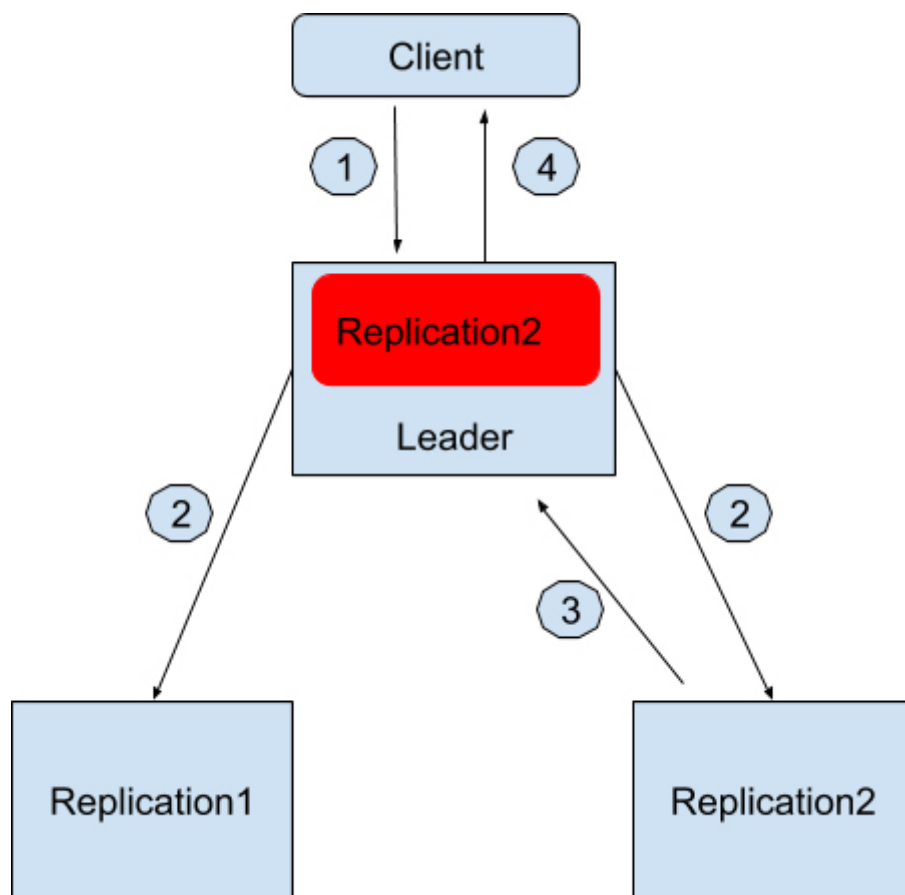 Client
1
4
Replication2
Leader
2
2
3
Replication1
Replication2